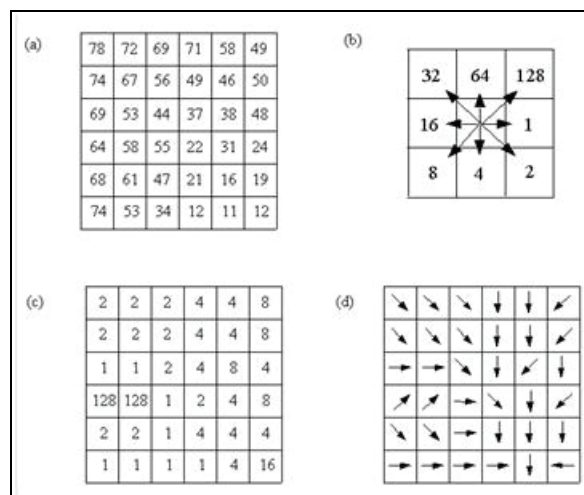 (a)
78 72 69 71 58 49
74 67 56 49 46 50
69 53 44 37 38 48
64 58 55 22 31 24
68 61 47 21 16 19
74 53 34 12 11 12
(b)
32 64 128
16 1
8 4 2
(c)
2 2 2 4 4 8
2 2 2 4 4 8
1 1 2 4 8 4
128 128 1 2 4 8
2 2 1 4 4 4
1 1 1 1 4 16
(d)